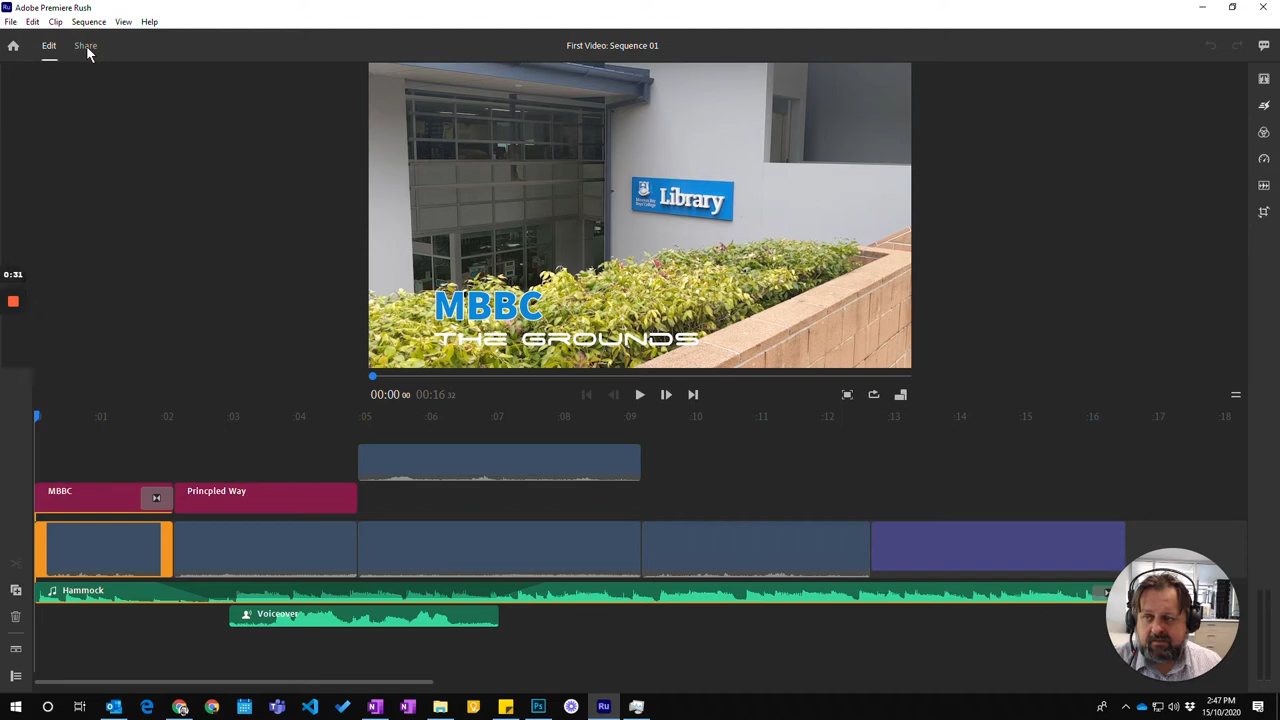 Adobe Premiere Rush
File Edit Clip Sequence View Help
Edit Share First Video: Sequence 01
Library
MBBC
THE GROUNDS
0:31
00:00 00 00:16 32
:01 :02 :03 :04 :05 :06 :07 :08 :09 :10 :11 :12 :13 :14 :15 :16 :17 :18
MBBC Princpled Way
Hammock
Voiceover
2:47 PM
15/10/2020